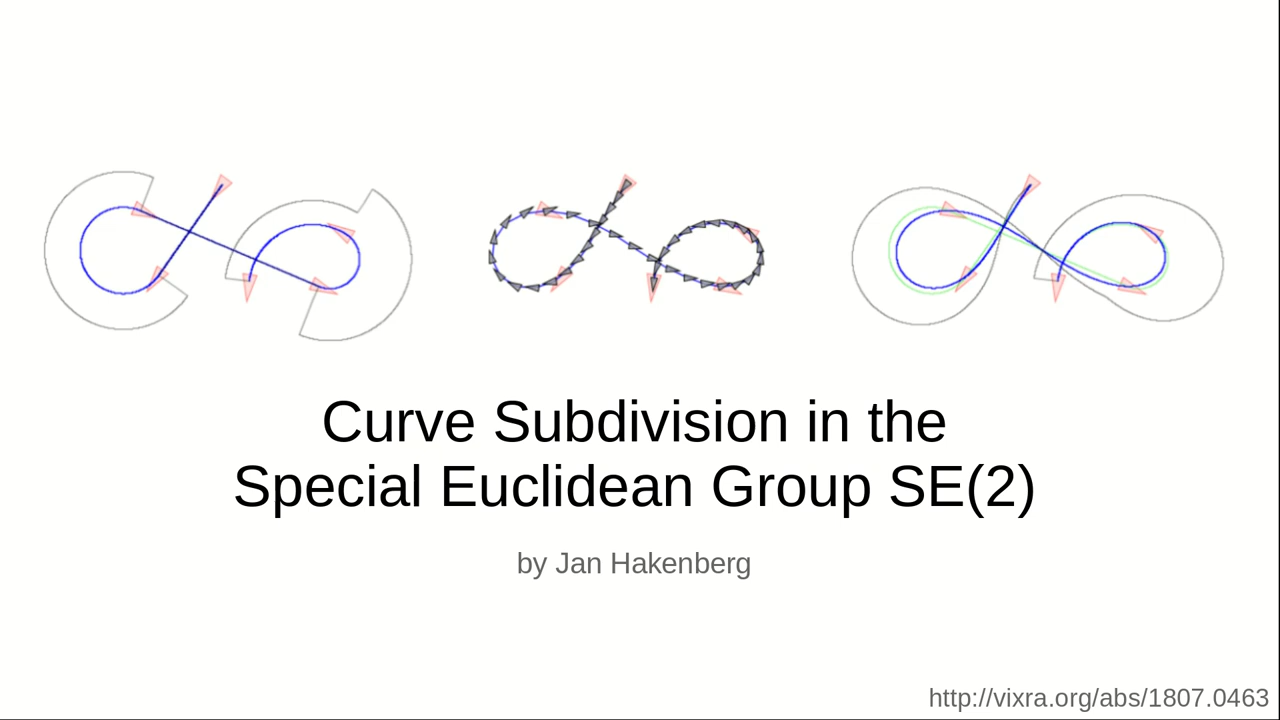 Curve Subdivision in the
Special Euclidean Group SE(2)
by Jan Hakenberg
http://vixra.org/abs/1807.0463